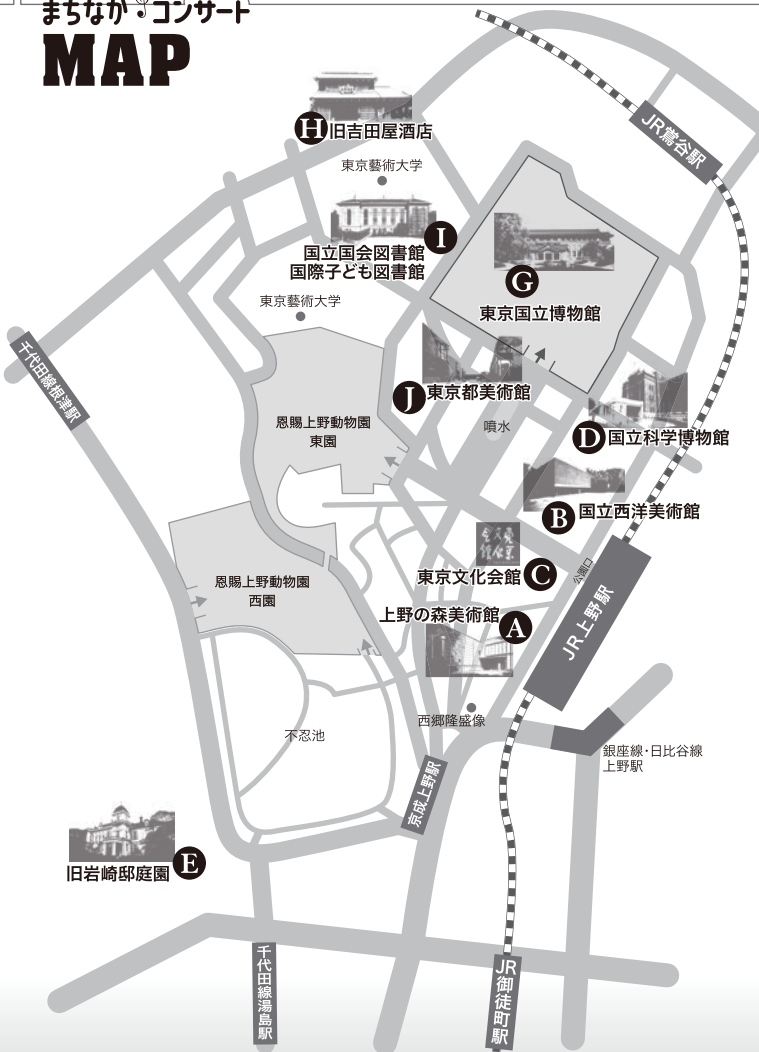 まちなか コンサート
MAP
JR鶯谷駅
H 旧吉田屋酒店
東京藝術大学
I
国立国会図書館
国際子ども図書館
G
東京国立博物館
東京藝術大学
千代田線根津駅
J 東京都美術館
恩賜上野動物園
東園
噴水
D 国立科学博物館
B 国立西洋美術館
東京文化会館 C
公園口
恩賜上野動物園
西園
上野の森美術館 A
JR上野駅
西郷隆盛像
不忍池
銀座線・日比谷線
上野駅
京成上野駅
旧岩崎邸庭園 E
千代田線湯島駅
JR御徒町駅